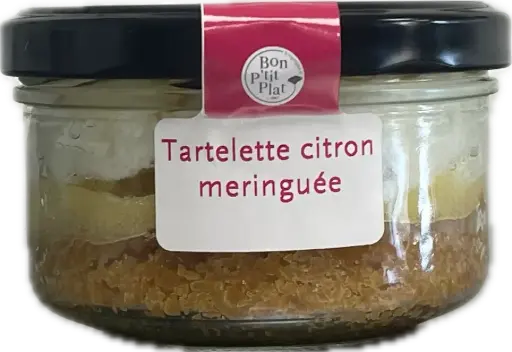 Bon
P'tit
Plat
Tartelette citron
meringuée